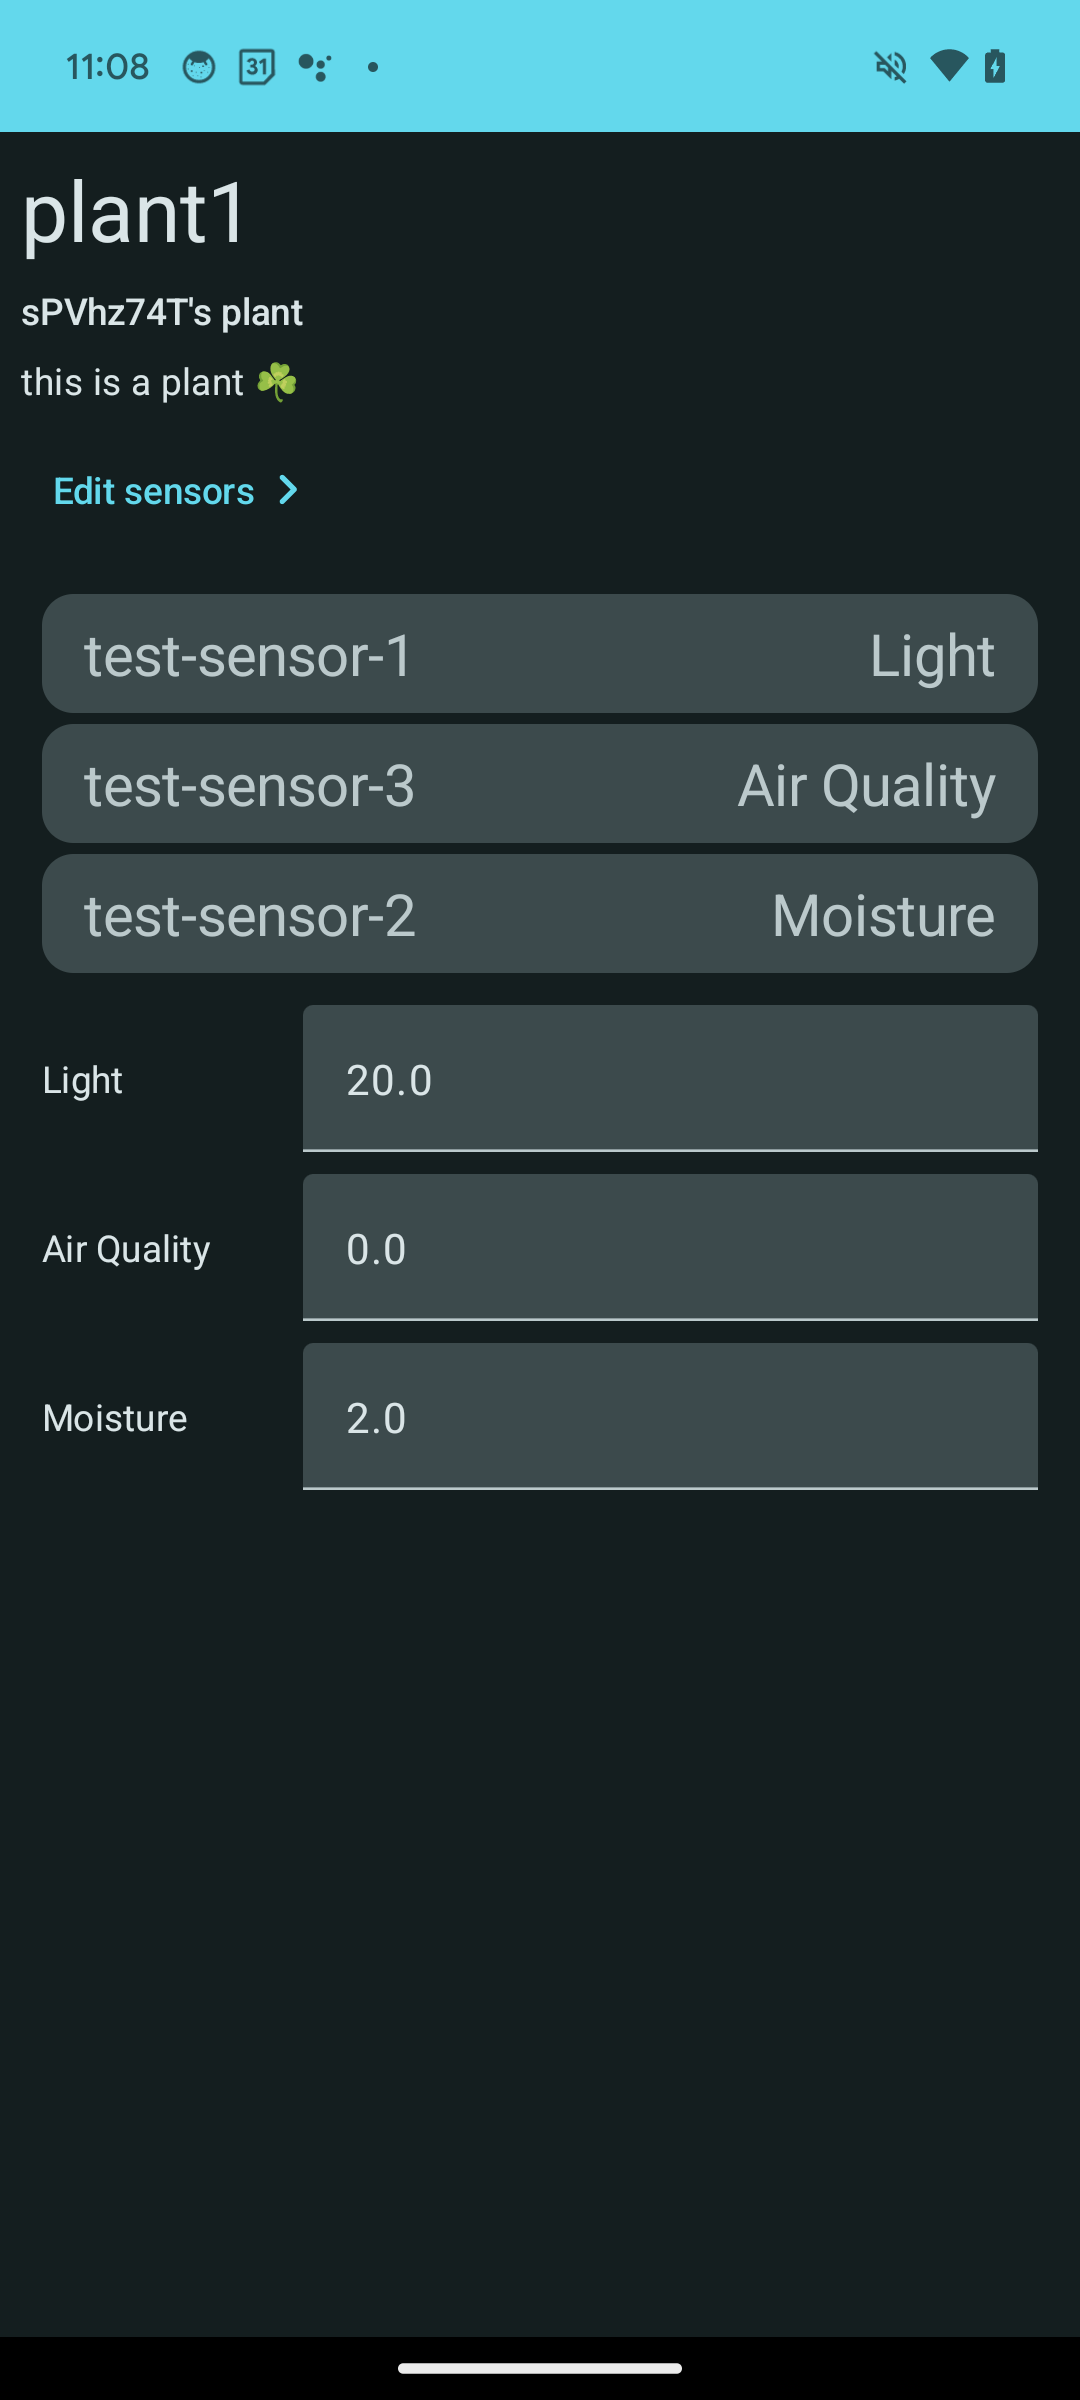 11:08 31
plant1
sPVhz74T's plant
this is a plant ☘️
Edit sensors
test-sensor-1 Light
test-sensor-3 Air Quality
test-sensor-2 Moisture
Light 20.0
Air Quality 0.0
Moisture 2.0